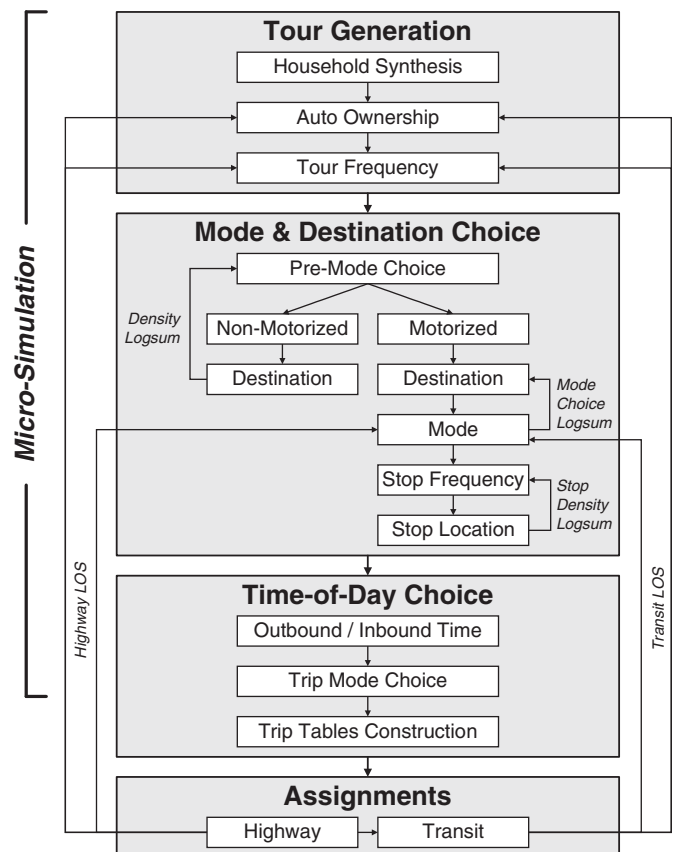 Tour Generation
Household Synthesis
Auto Ownership
Tour Frequency
Micro-Simulation
Mode & Destination Choice
Pre-Mode Choice
Density
Logsum
Non-Motorized
Motorized
Destination
Destination
Mode
Choice
Logsum
Mode
Stop Frequency
Stop
Density
Logsum
Stop Location
Highway LOS
Transit LOS
Time-of-Day Choice
Outbound / Inbound Time
Trip Mode Choice
Trip Tables Construction
Assignments
Highway
Transit